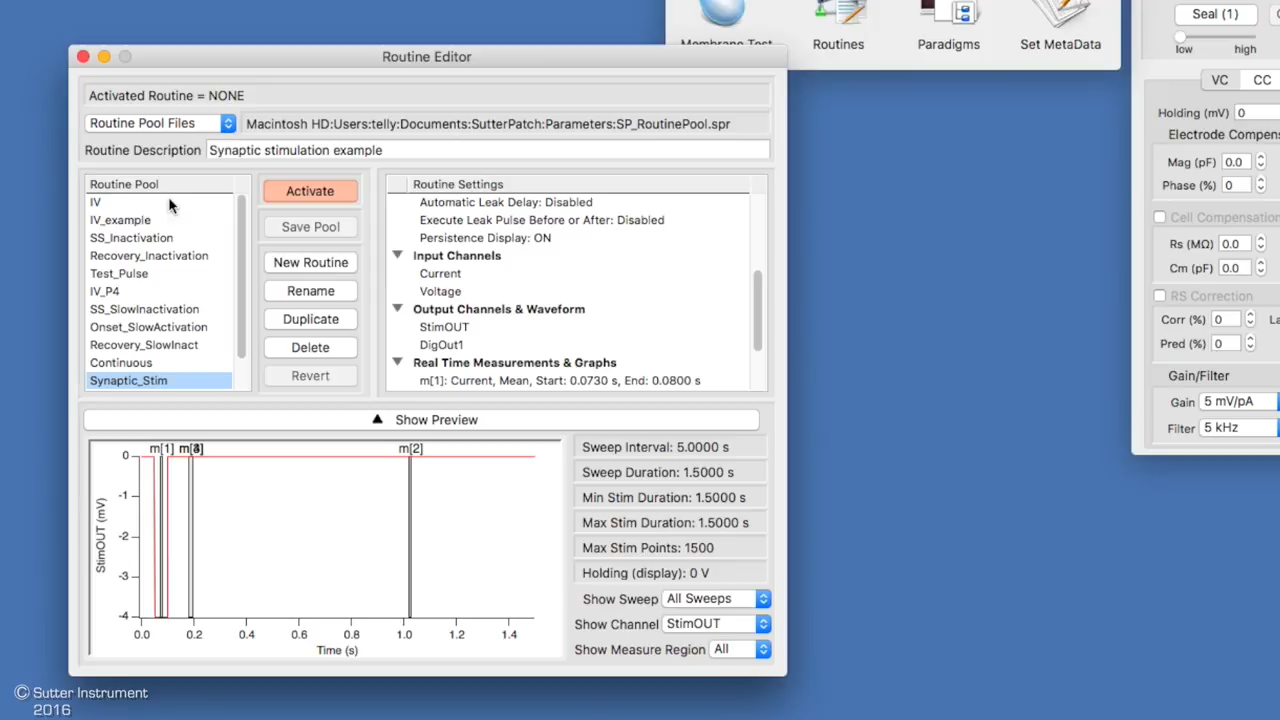 Membrane Test
Routines
Paradigms
Set MetaData
Routine Editor
Activated Routine = NONE
Routine Pool Files
Macintosh HD:Users:telly:Documents:SutterPatch:Parameters:SP_RoutinePool.spr
Routine Description
Synaptic stimulation example
Routine Pool
IV
IV_example
SS_Inactivation
Recovery_Inactivation
Test_Pulse
IV_P4
SS_SlowInactivation
Onset_SlowActivation
Recovery_SlowInact
Continuous
Synaptic_Stim
Activate
Save Pool
New Routine
Rename
Duplicate
Delete
Revert
Routine Settings
Automatic Leak Delay: Disabled
Execute Leak Pulse Before or After: Disabled
Persistence Display: ON
Input Channels
Current
Voltage
Output Channels & Waveform
StimOUT
DigOut1
Real Time Measurements & Graphs
m[1]: Current, Mean, Start: 0.0730 s, End: 0.0800 s
Show Preview
m[1]
m[2]
0
-1
-2
-3
-4
StimOUT (mV)
0.0 0.2 0.4 0.6 0.8 1.0 1.2 1.4
Time (s)
Sweep Interval: 5.0000 s
Sweep Duration: 1.5000 s
Min Stim Duration: 1.5000 s
Max Stim Duration: 1.5000 s
Max Stim Points: 1500
Holding (display): 0 V
Show Sweep All Sweeps
Show Channel StimOUT
Show Measure Region All
Seal (1)
low high
VC CC
Holding (mV) 0
Electrode Compens
Mag (pF) 0.0
Phase (%) 0
Cell Compensatio
Rs (MΩ) 0.0
Cm (pF) 0.0
RS Correction
Corr (%) 0 La
Pred (%) 0
Gain/Filter
Gain 5 mV/pA
Filter 5 kHz
© Sutter Instrument
2016